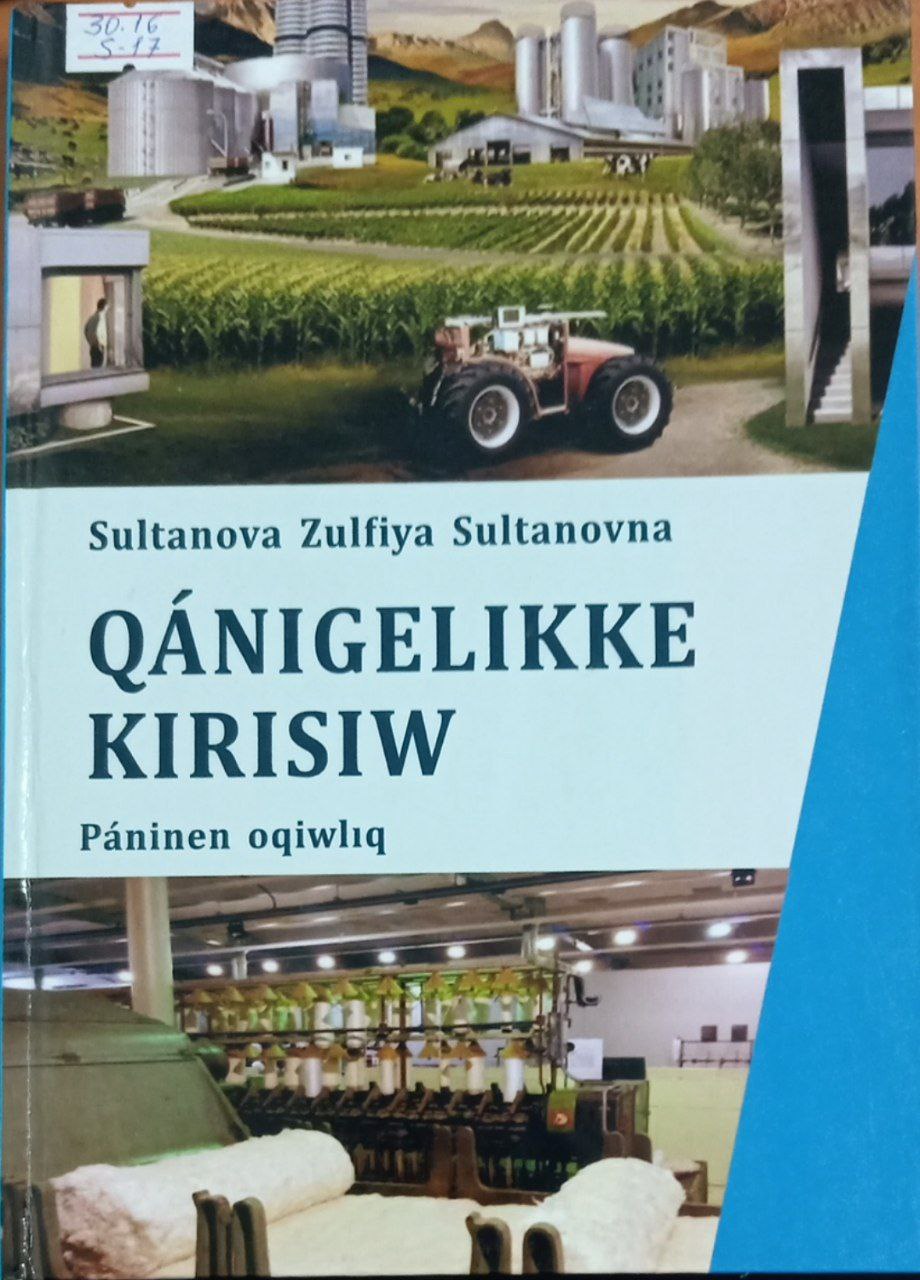 30.16
S-17
Sultanova Zulfiya Sultanovna
QÁNIGELIKKE
KIRISIW
Páninen oqiwlıq